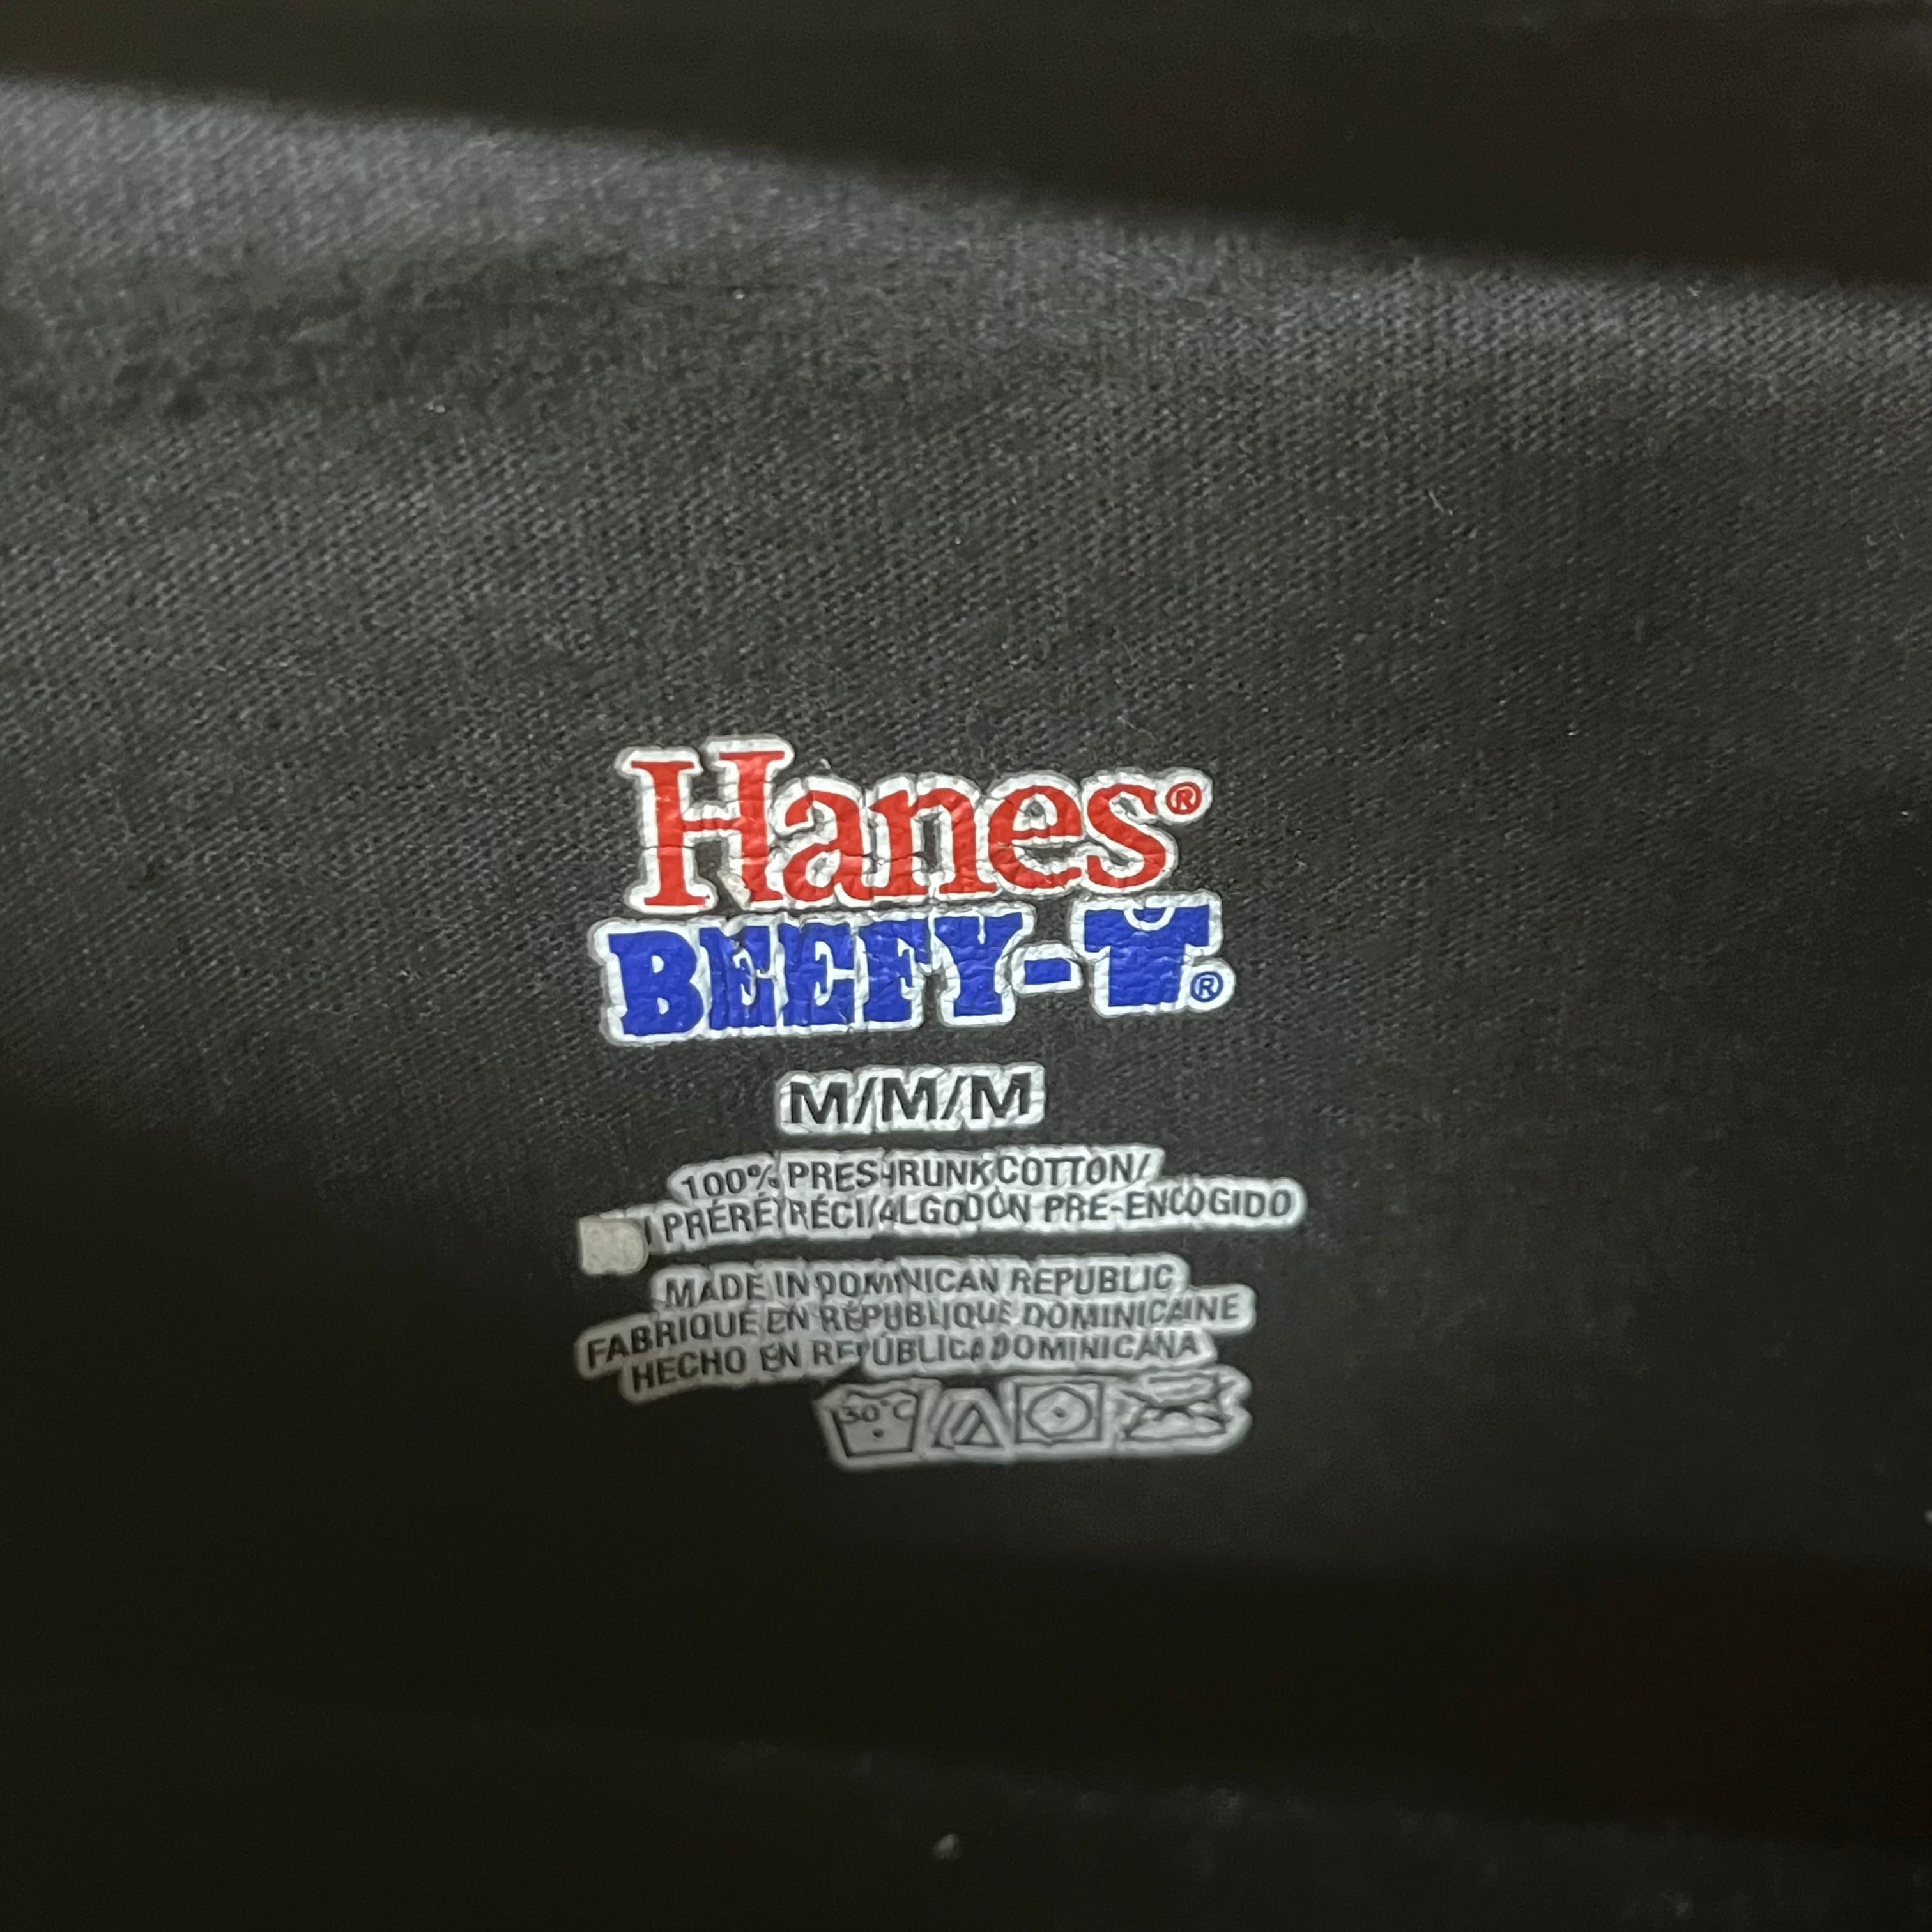 Hanes®
BEEFY-T®
M/M/M
100% PRESHRUNK COTTON/
PRÉRÉTRÉCI/ALGODÓN PRE-ENCOGIDO
MADE IN DOMINICAN REPUBLIC
FABRIQUÉ EN RÉPUBLIQUE DOMINICAINE
HECHO EN REPÚBLICA DOMINICANA
30°C